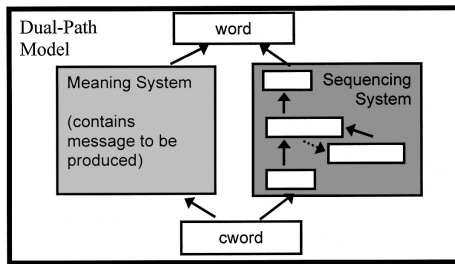 Dual-Path
Model
word
Meaning System
(contains
message to be
produced)
Sequencing
System
cword